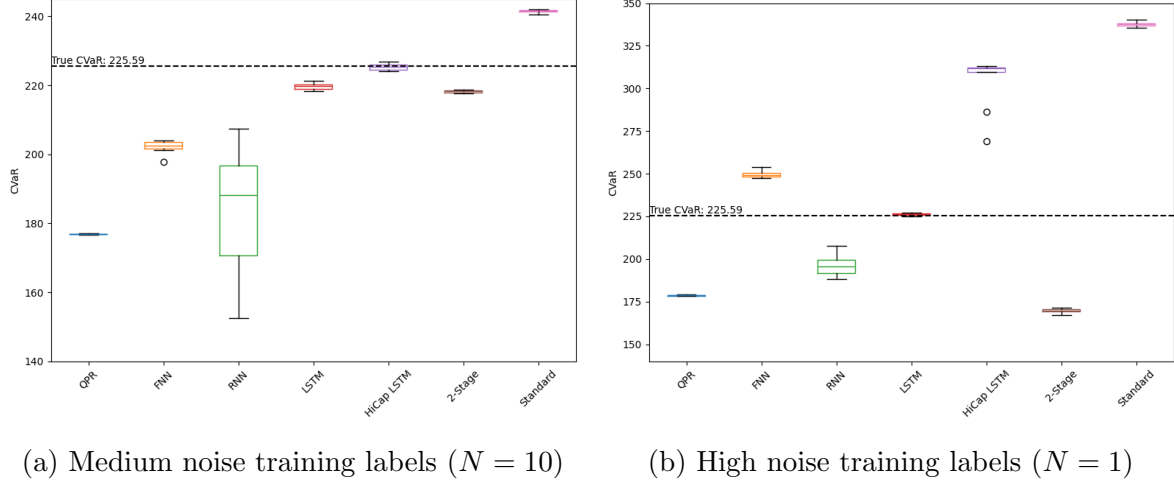 240
220
200
180
160
140
CVaR
True CVaR: 225.59
QPR
FNN
RNN
LSTM
HiCap LSTM
2-Stage
Standard
(a) Medium noise training labels (N = 10)
350
325
300
275
250
225
200
175
150
CVaR
True CVaR: 225.59
QPR
FNN
RNN
LSTM
HiCap LSTM
2-Stage
Standard
(b) High noise training labels (N = 1)